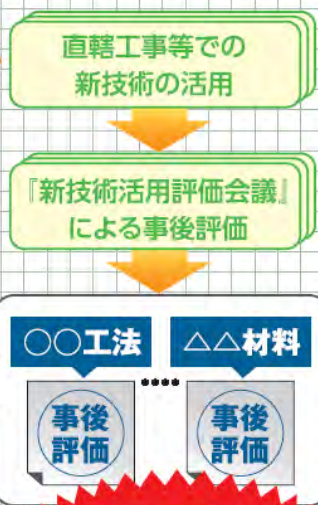 直轄工事等での
新技術の活用
『新技術活用評価会議』
による事後評価
○○工法 △△材料
••••
事後
評価
事後
評価